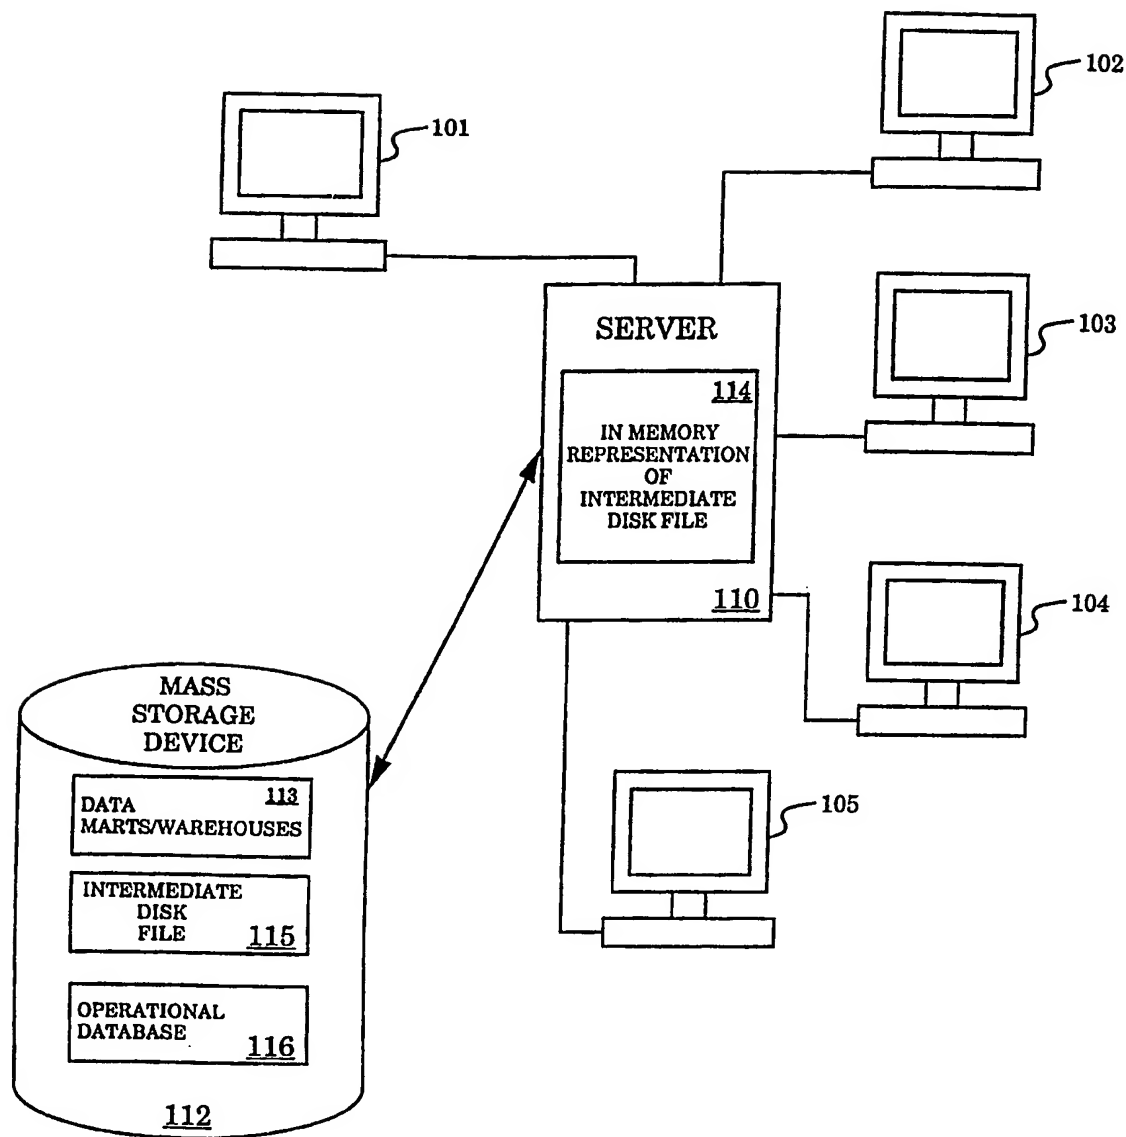 102
101
103
SERVER
114
IN MEMORY
REPRESENTATION
OF
INTERMEDIATE
DISK FILE
110
104
MASS
STORAGE
DEVICE
113
DATA
MARTS/WAREHOUSES
INTERMEDIATE
DISK
FILE 115
OPERATIONAL
DATABASE 116
112
105